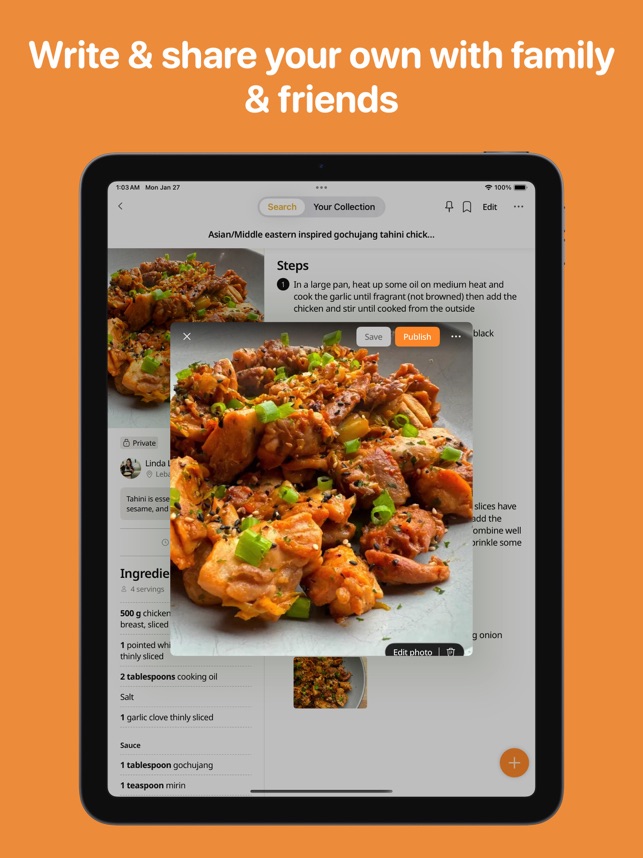 Write & share your own with family
& friends
1:03 AM Mon Jan 27
100%
Search
Your Collection
Edit
Asian/Middle eastern inspired gochujang tahini chick...
Steps
1 In a large pan, heat up some oil on medium heat and
cook the garlic until fragrant (not browned) then add the
chicken and stir until cooked from the outside
black
Save
Publish
Private
Linda
Tahini is
sesame, and
slices have
add the
ombine well
prinkle some
4 servings
500 g chicken
breast, sliced
1 pointed
thinly sliced
2 tablespoons cooking oil
Salt
1 garlic clove thinly sliced
Sauce
1 tablespoon gochujang
1 teaspoon mirin
onion
Edit photo